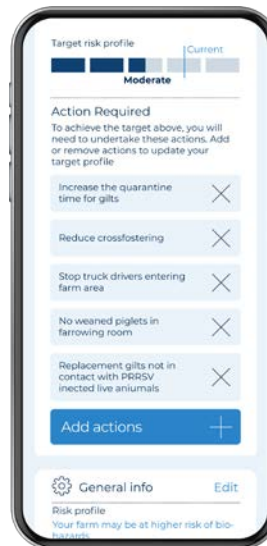 Target risk profile
Current
Moderate
Action Required
To achieve the target above, you will
need to undertake these actions. Add
or remove actions to update your
target profile
Increase the quarantine
time for gilts
Reduce crossfostering
Stop truck drivers entering
farm area
No weaned piglets in
farrowing room
Replacement gilts not in
contact with PRRSV
inected live aniumals
Add actions
General info
Edit
Risk profile
Your farm may be at higher risk of bio-
hazards